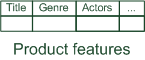 Title Genre Actors ...
Product features